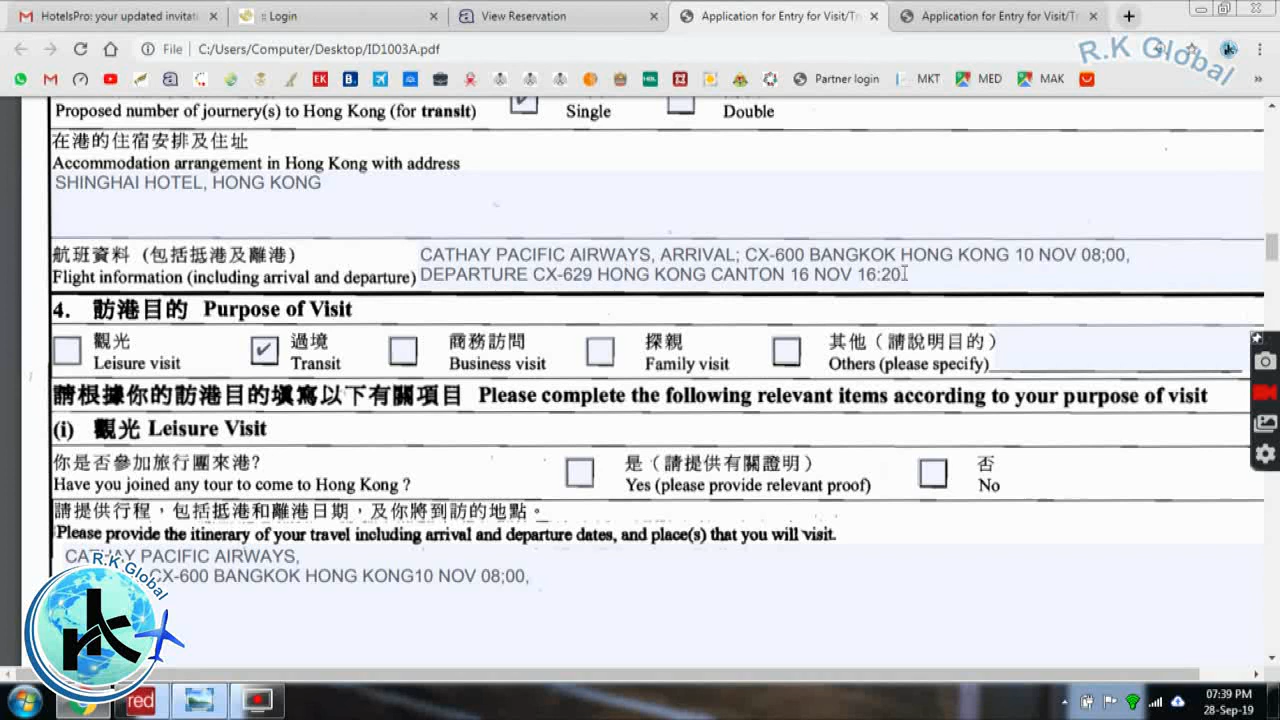 HotelsPro: your updated invitati
:: Login
View Reservation
Application for Entry for Visit/Tr
Application for Entry for Visit/Tr
File
C:/Users/Computer/Desktop/ID1003A.pdf
R.K Global
Partner login
MKT
MED
MAK
Proposed number of journery(s) to Hong Kong (for transit)
Single
Double
在港的住宿安排及住址
Accommodation arrangement in Hong Kong with address
SHINGHAI HOTEL, HONG KONG
航班資料 (包括抵港及離港)
CATHAY PACIFIC AIRWAYS, ARRIVAL; CX-600 BANGKOK HONG KONG 10 NOV 08;00,
Flight information (including arrival and departure)
DEPARTURE CX-629 HONG KONG CANTON 16 NOV 16:20
4. 訪港目的 Purpose of Visit
觀光
Leisure visit
過境
Transit
商務訪問
Business visit
探親
Family visit
其他（請說明目的）
Others (please specify)
請根據你的訪港目的填寫以下有關項目 Please complete the following relevant items according to your purpose of visit
(i) 觀光 Leisure Visit
你是否參加旅行團來港?
Have you joined any tour to come to Hong Kong ?
是（請提供有關證明）
Yes (please provide relevant proof)
否
No
請提供行程，包括抵港和離港日期，及你將到訪的地點。
Please provide the itinerary of your travel including arrival and departure dates, and place(s) that you will visit.
CATHAY PACIFIC AIRWAYS,
CX-600 BANGKOK HONG KONG10 NOV 08;00,
R.K Global
red
07:39 PM
28-Sep-19